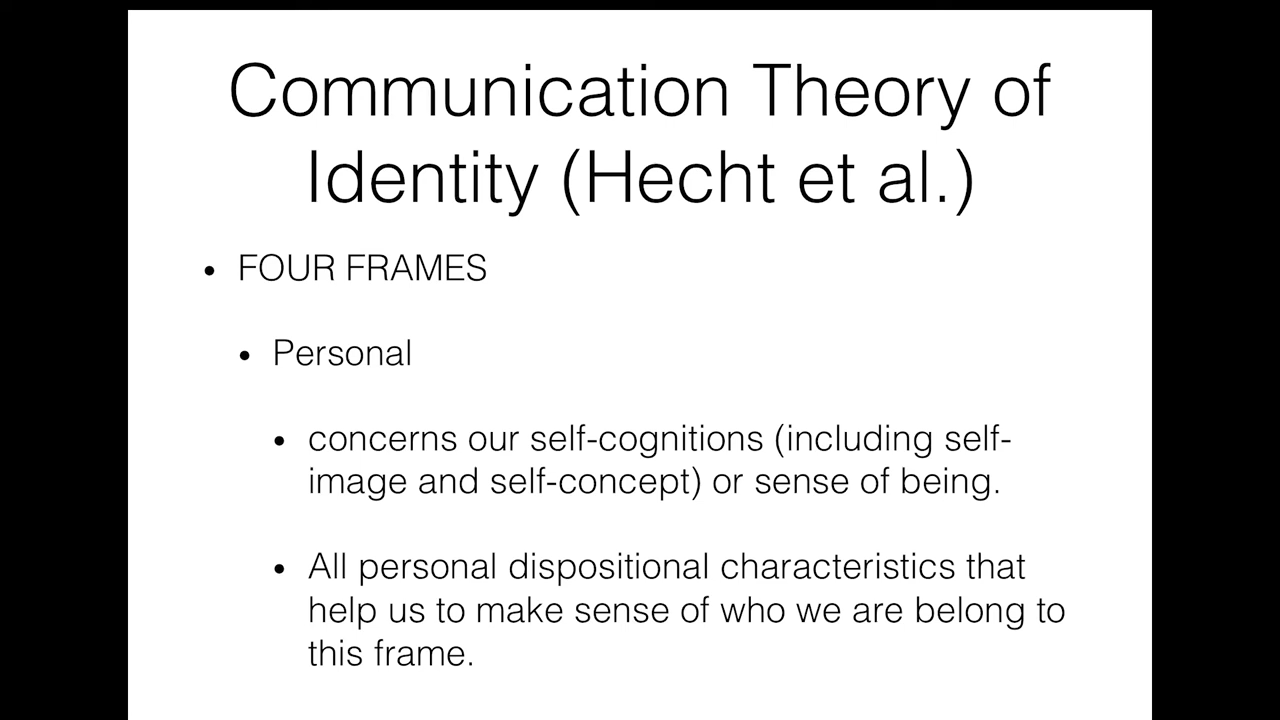 Communication Theory of
Identity (Hecht et al.)
• FOUR FRAMES
• Personal
• concerns our self-cognitions (including self-
image and self-concept) or sense of being.
• All personal dispositional characteristics that
help us to make sense of who we are belong to
this frame.